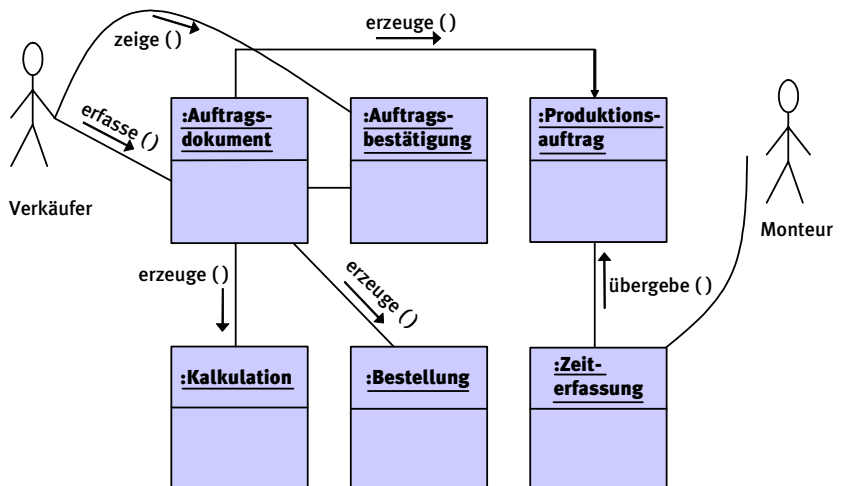 erzeuge ( )
zeige ( )
erfasse ( )
:Auftrags-
dokument
:Auftrags-
bestätigung
:Produktions-
auftrag
Verkäufer
Monteur
erzeuge ( )
erzeuge ( )
übergebe ( )
:Kalkulation
:Bestellung
:Zeit-
erfassung